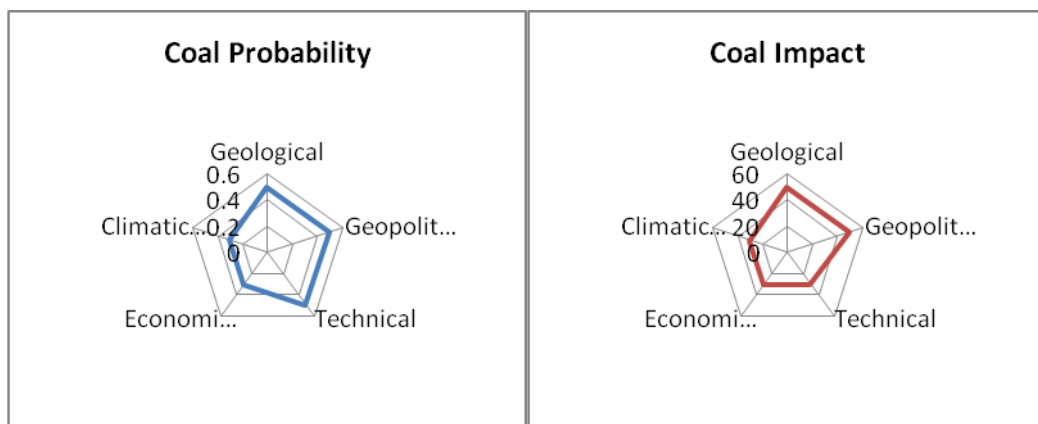 Coal Probability
Geological
0.6
0.4
0.2
0
Climatic...
Geopolit...
Economi...
Technical
Coal Impact
Geological
60
40
20
0
Climatic...
Geopolit...
Economi...
Technical